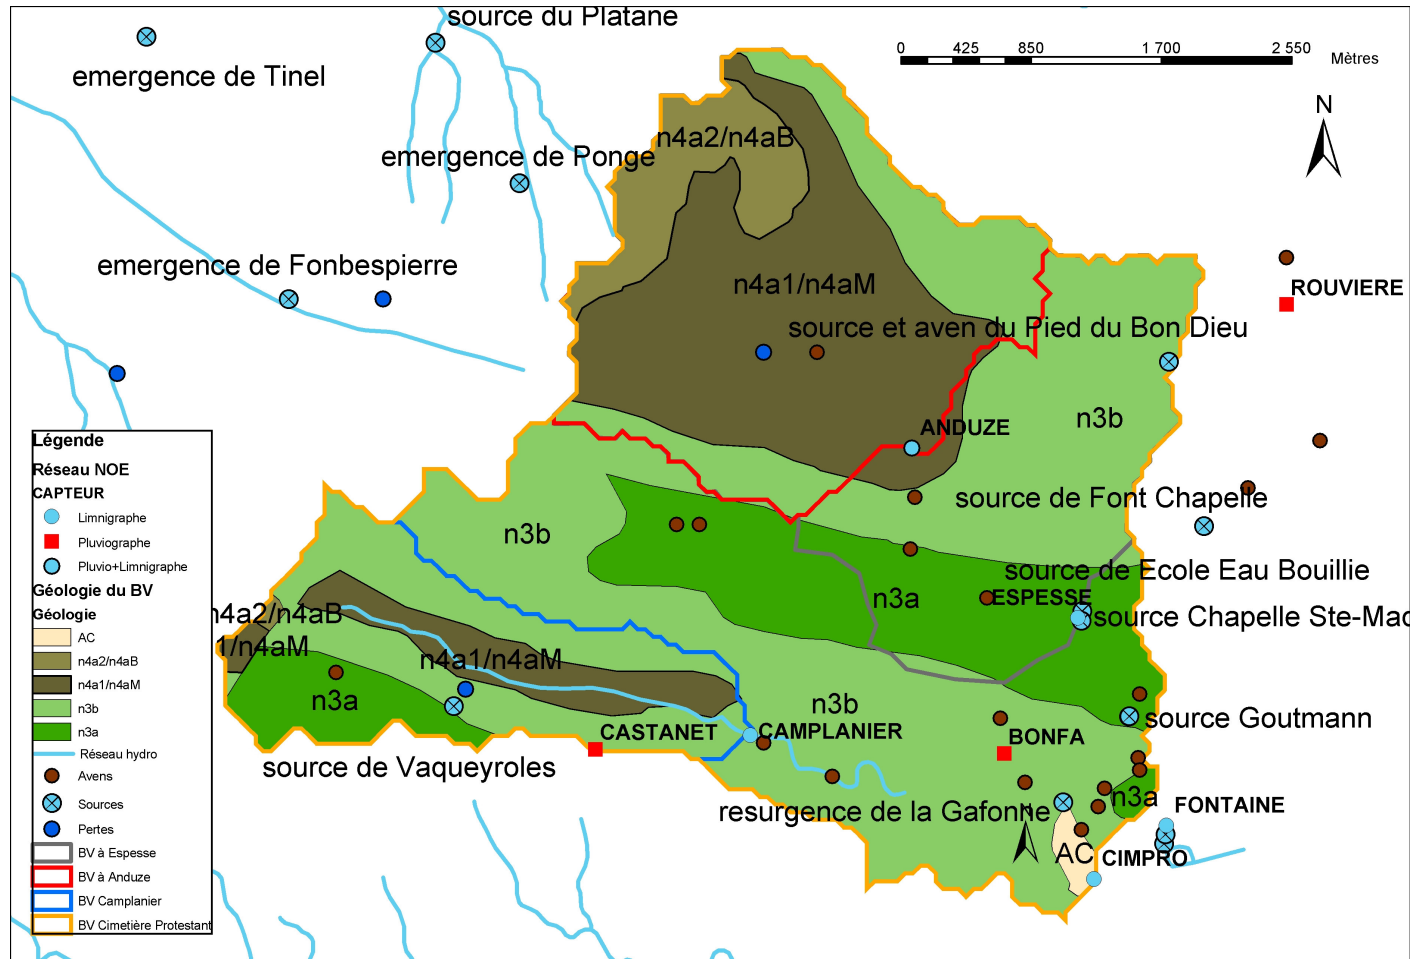 source du Platane
emergence de Tinel
0 425 850 1 700 2 550
Mètres
N
n4a2/n4aB
emergence de Ponge
emergence de Fonbespierre
n4a1/n4aM
ROUVIERE
source et aven du Pied du Bon Dieu
n3b
ANDUZE
source de Font Chapelle
n3b
source de Ecole Eau Bouillie
n3a
ESPESSE
source Chapelle Ste-Mad
n4a2/n4aB
1/n4aM
n4a1/n4aM
n3a
n3b
source Goutmann
CASTANET
CAMPLANIER
BONFA
source de Vaqueyroles
n3a
FONTAINE
resurgence de la Gafonne
AC
CIMPRO
Légende
Réseau NOE
CAPTEUR
Limnigraphe
Pluviographe
Pluvio+Limnigraphe
Géologie du BV
Géologie
AC
n4a2/n4aB
n4a1/n4aM
n3b
n3a
Réseau hydro
Avens
Sources
Pertes
BV à Espesse
BV à Anduze
BV Camplanier
BV Cimetière Protestant